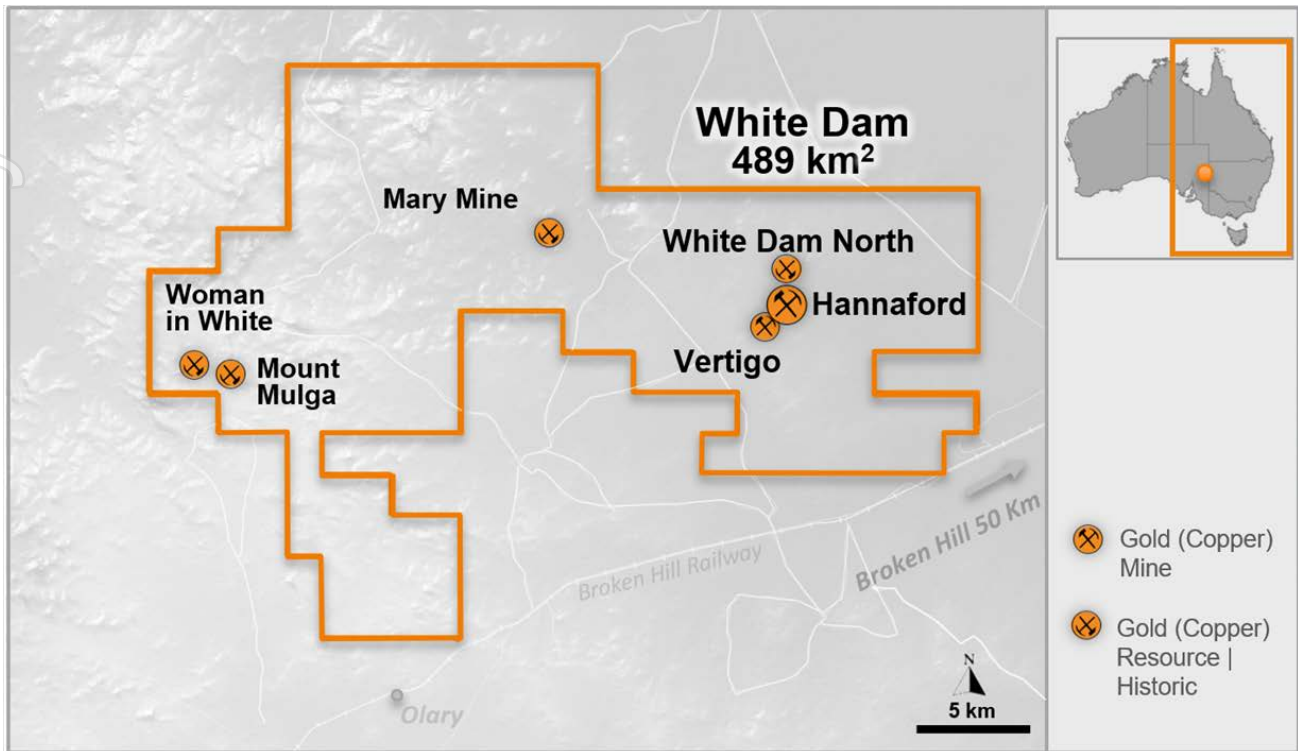 White Dam
489 km²
Mary Mine
White Dam North
Hannaford
Vertigo
Woman
in White
Mount
Mulga
Broken Hill 50 Km
Broken Hill Railway
Olary
N
5 km
Gold (Copper)
Mine
Gold (Copper)
Resource |
Historic